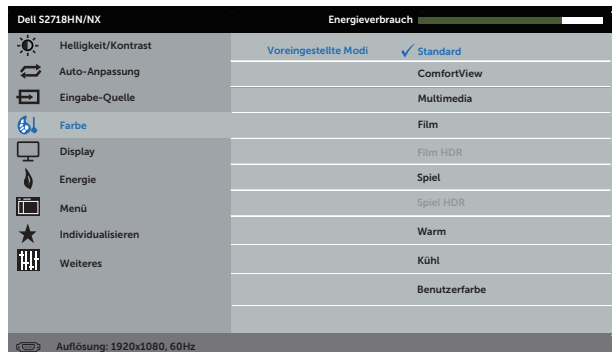 Dell S2718HN/NX Energieverbrauch
Helligkeit/Kontrast
Auto-Anpassung
Eingabe-Quelle
Farbe
Display
Energie
Menü
Individualisieren
Weiteres
Voreingestellte Modi
Standard
ComfortView
Multimedia
Film
Film HDR
Spiel
Spiel HDR
Warm
Kühl
Benutzerfarbe
Auflösung: 1920x1080, 60Hz